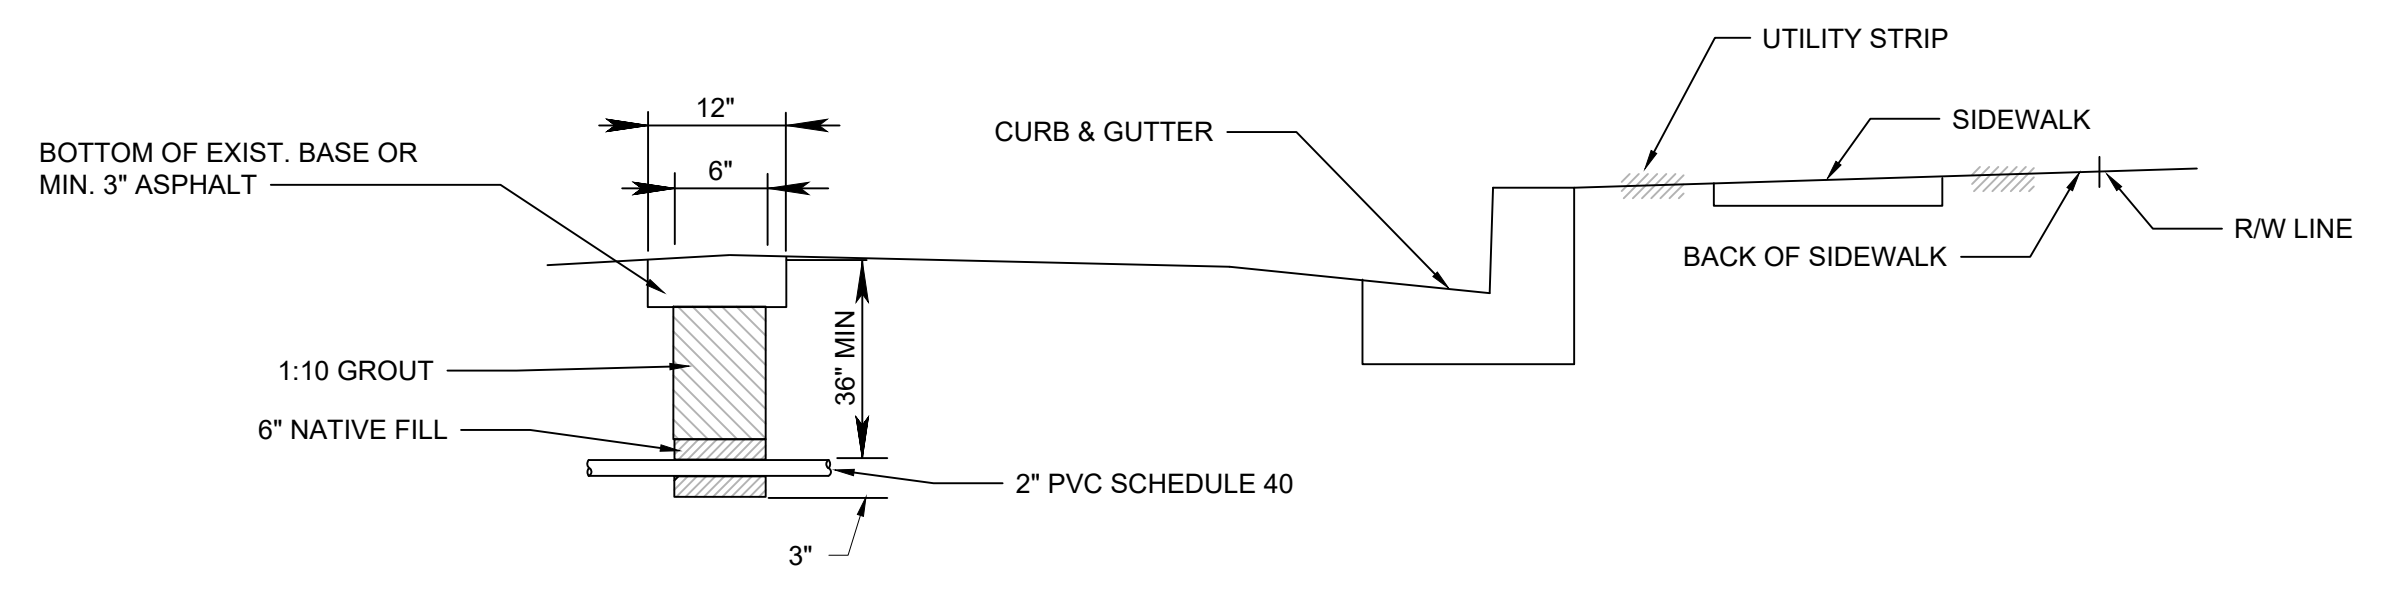 UTILITY STRIP
12"
SIDEWALK
CURB & GUTTER
BOTTOM OF EXIST. BASE OR
MIN. 3" ASPHALT
6"
R/W LINE
BACK OF SIDEWALK
36" MIN
1:10 GROUT
6" NATIVE FILL
2" PVC SCHEDULE 40
3"